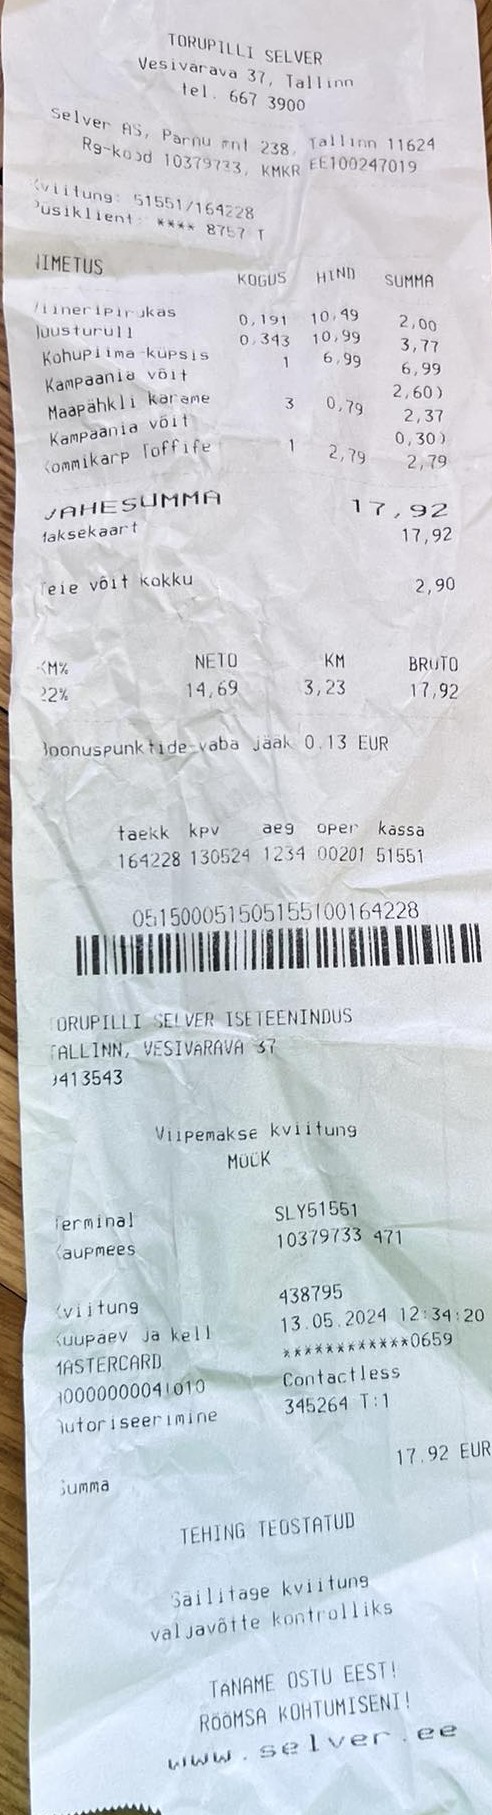 TORUPILLI SELVER
Vesivärava 37, Tallinn
tel. 667 3900
Selver AS, Pärnu mnt 238, Tallinn 11624
Rg-kood 10379733, KMKR EE100247019
Kviitung: 51551/164228
Püsiklient: **** 8757 T
NIMETUS KOGUS HIND SUMMA
Viineripirukas 0,191 10,49 2,00
Juusturull 0,343 10,99 3,77
Kohupiima-küpsis 1 6,99 6,99
Kampaania võit 2,60)
Maapähkli karame 3 0,79 2,37
Kampaania võit 0,30)
Kommikarp Toffife 1 2,79 2,79
VAHESUMMA 17,92
Maksekaart 17,92
Teie võit kokku 2,90
KM% NETO KM BRUTO
22% 14,69 3,23 17,92
Boonuspunktide-vaba jääk 0.13 EUR
taekk kpv aeg oper kassa
164228 130524 1234 00201 51551
051500051505155100164228
TORUPILLI SELVER ISETEENINDUS
TALLINN, VESIVÄRAVA 37
9413543
Viipemakse kviitung
MÜÜK
Terminal SLY51551
Kaupmees 10379733 471
Kviitung 438795
Kuupäev ja kell 13.05.2024 12:34:20
MASTERCARD ************0659
A0000000041010 Contactless
Autoriseerimine 345264 T:1
Summa 17.92 EUR
TEHING TEOSTATUD
Säilitage kviitung
väljavõtte kontrolliks
TÄNAME OSTU EEST!
RÕÕMSA KOHTUMISENI!
www.selver.ee